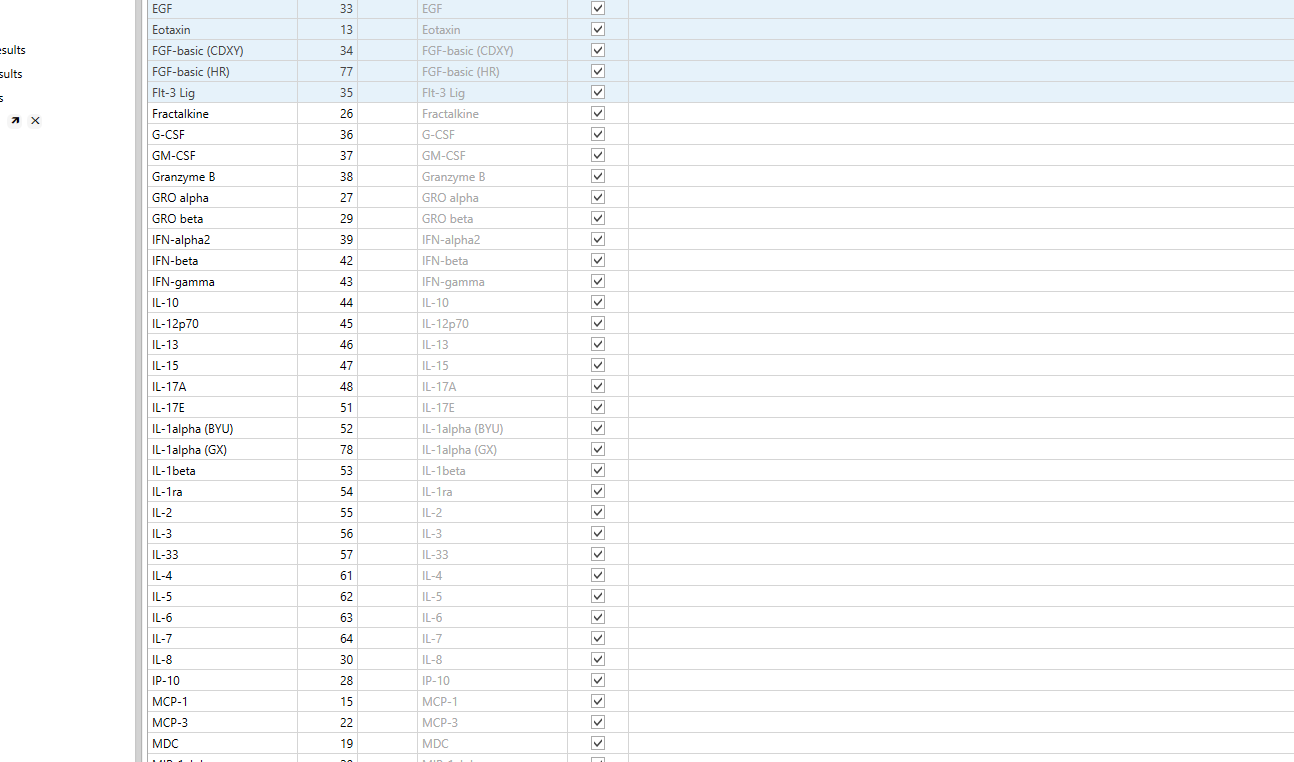 EGF 33 EGF
Eotaxin 13 Eotaxin
FGF-basic (CDXY) 34 FGF-basic (CDXY)
FGF-basic (HR) 77 FGF-basic (HR)
Flt-3 Lig 35 Flt-3 Lig
Fractalkine 26 Fractalkine
G-CSF 36 G-CSF
GM-CSF 37 GM-CSF
Granzyme B 38 Granzyme B
GRO alpha 27 GRO alpha
GRO beta 29 GRO beta
IFN-alpha2 39 IFN-alpha2
IFN-beta 42 IFN-beta
IFN-gamma 43 IFN-gamma
IL-10 44 IL-10
IL-12p70 45 IL-12p70
IL-13 46 IL-13
IL-15 47 IL-15
IL-17A 48 IL-17A
IL-17E 51 IL-17E
IL-1alpha (BYU) 52 IL-1alpha (BYU)
IL-1alpha (GX) 78 IL-1alpha (GX)
IL-1beta 53 IL-1beta
IL-1ra 54 IL-1ra
IL-2 55 IL-2
IL-3 56 IL-3
IL-33 57 IL-33
IL-4 61 IL-4
IL-5 62 IL-5
IL-6 63 IL-6
IL-7 64 IL-7
IL-8 30 IL-8
IP-10 28 IP-10
MCP-1 15 MCP-1
MCP-3 22 MCP-3
MDC 19 MDC